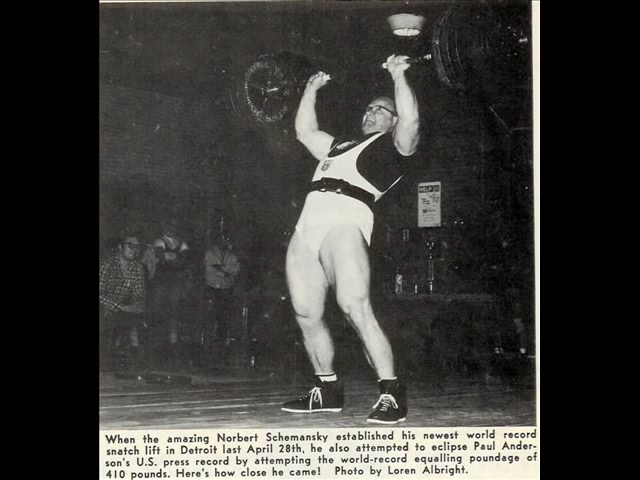 HELP US
When the amazing Norbert Schemansky established his newest world record
snatch lift in Detroit last April 28th, he also attempted to eclipse Paul Ander-
son's U.S. press record by attempting the world-record equalling poundage of
410 pounds. Here's how close he came! Photo by Loren Albright.